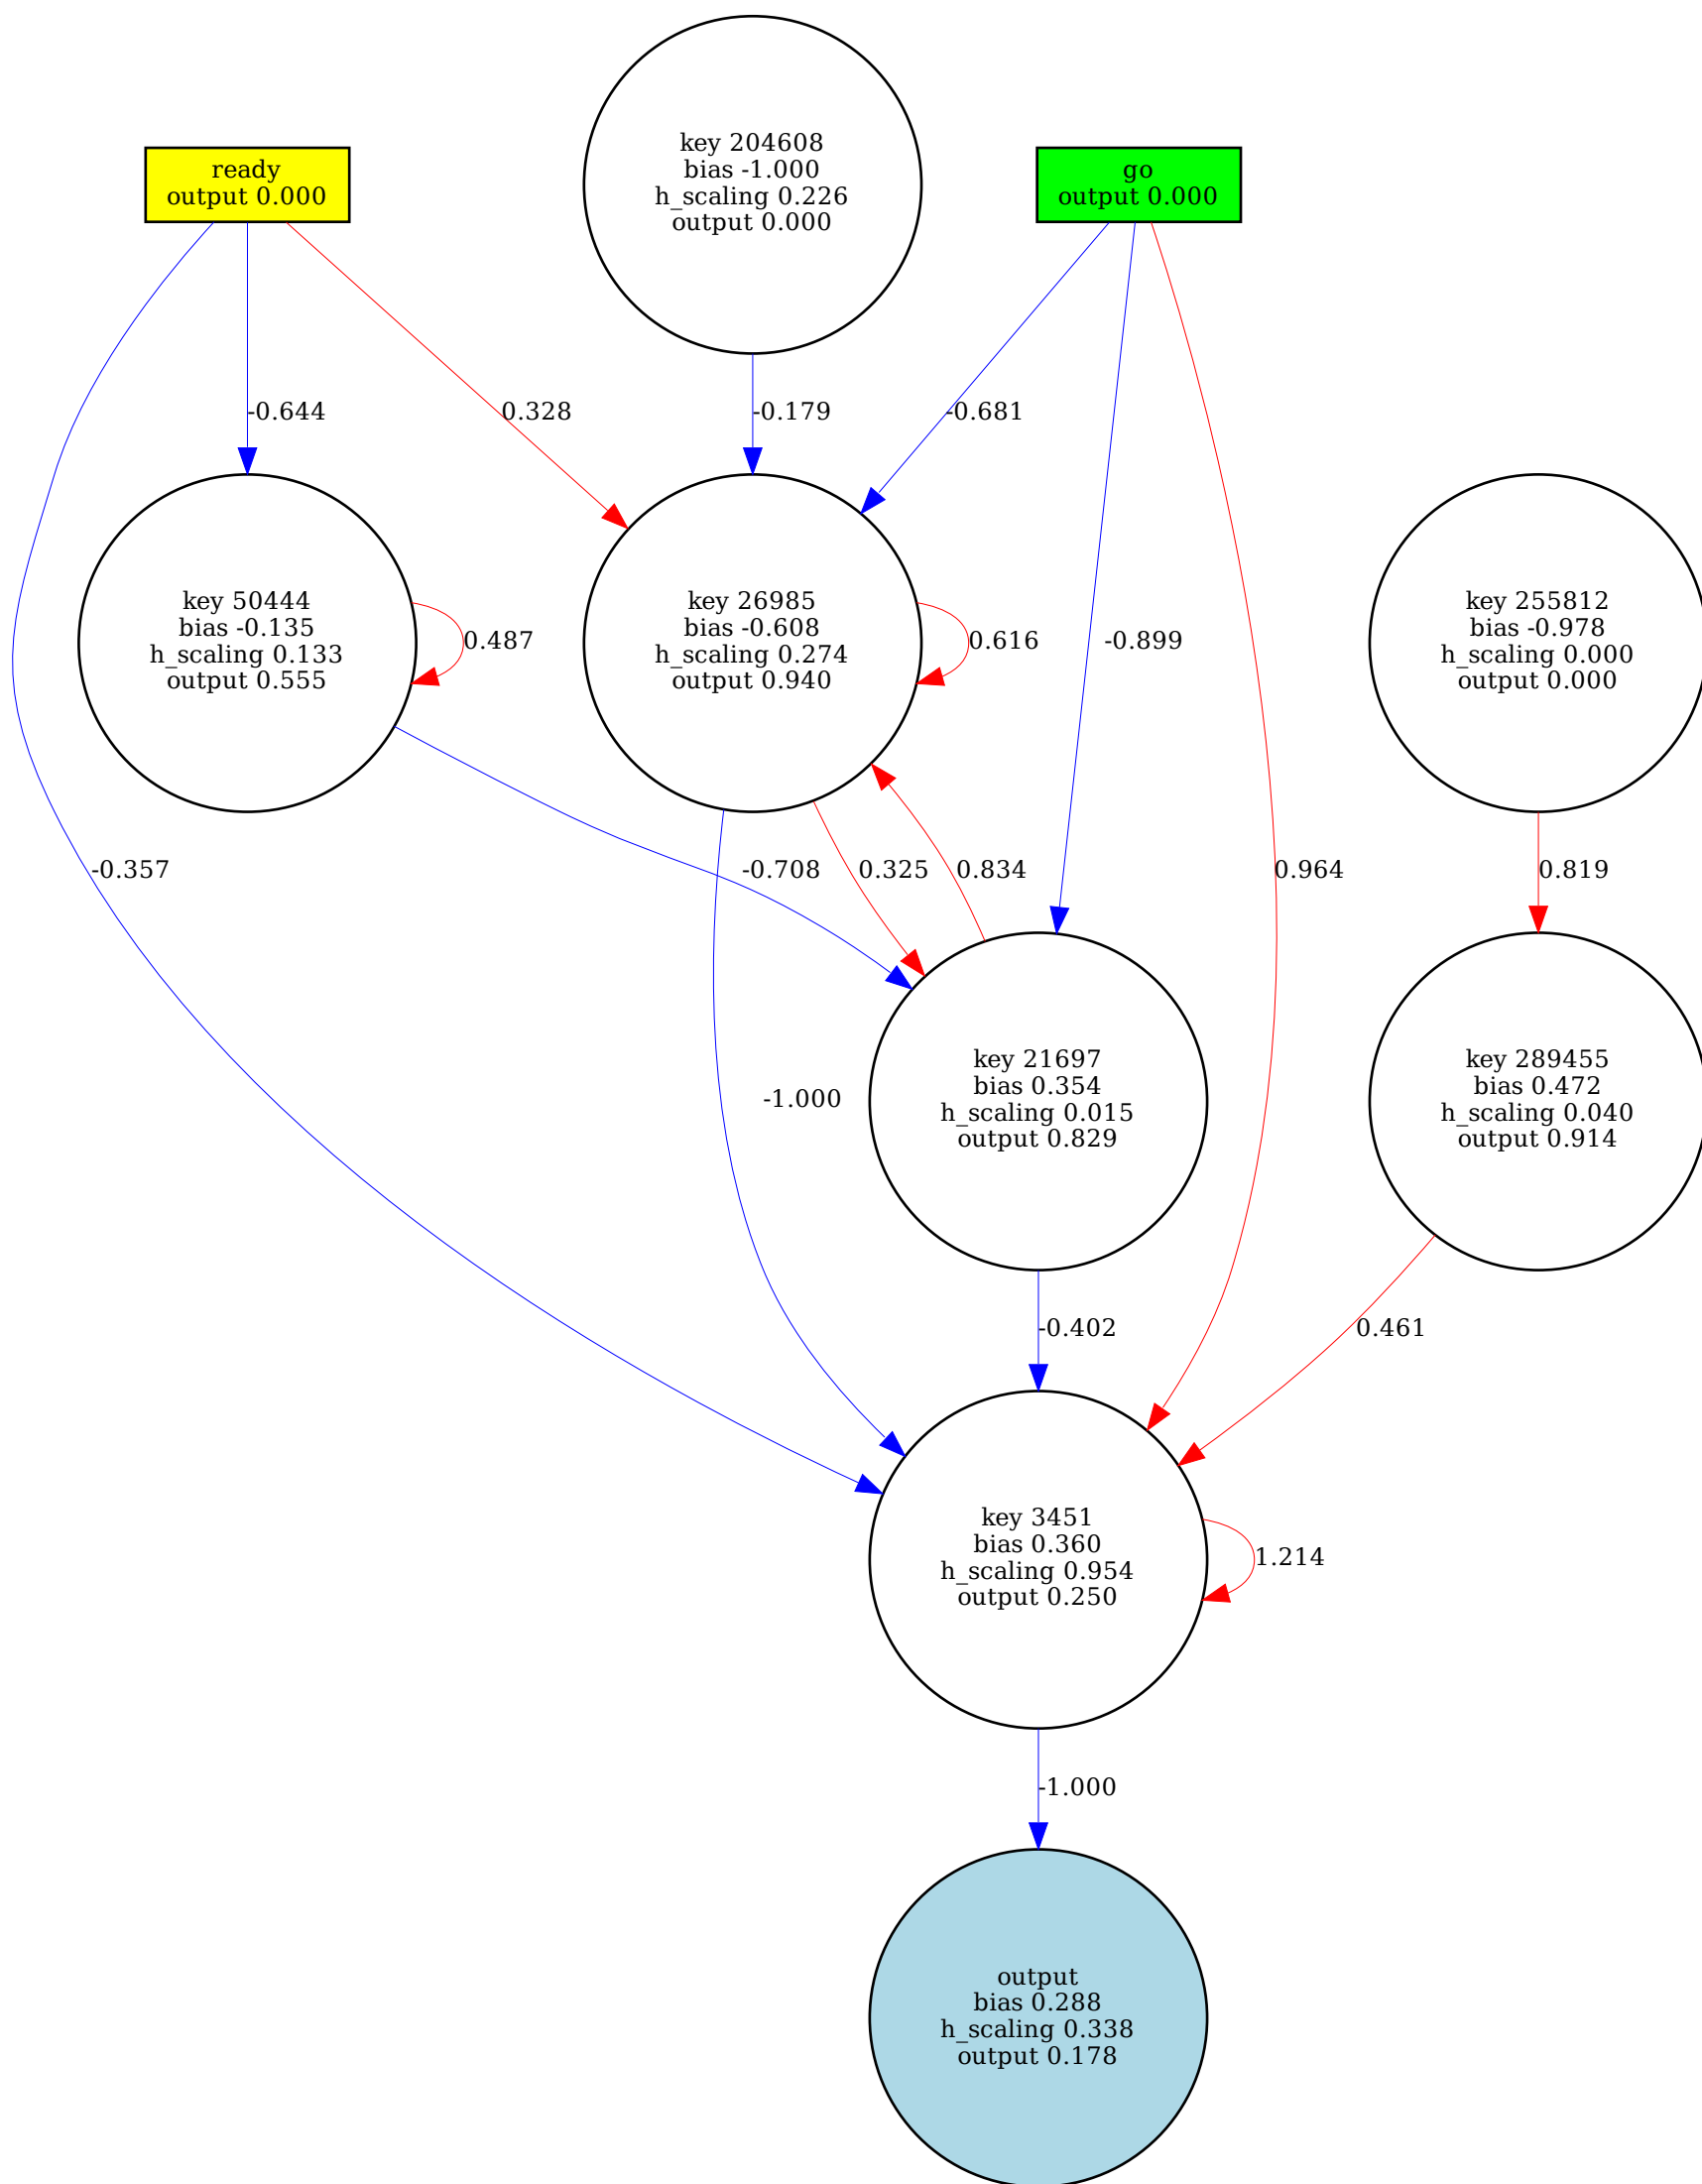 key 204608
bias -1.000
h_scaling 0.226
output 0.000
ready
output 0.000
go
output 0.000
-0.644
0.328
-0.179
-0.681
key 50444
bias -0.135
h_scaling 0.133
output 0.555
0.487
key 26985
bias -0.608
h_scaling 0.274
output 0.940
0.616
-0.899
key 255812
bias -0.978
h_scaling 0.000
output 0.000
-0.357
-0.708
0.325
0.834
0.964
0.819
-1.000
key 21697
bias 0.354
h_scaling 0.015
output 0.829
key 289455
bias 0.472
h_scaling 0.040
output 0.914
-0.402
0.461
key 3451
bias 0.360
h_scaling 0.954
output 0.250
1.214
-1.000
output
bias 0.288
h_scaling 0.338
output 0.178